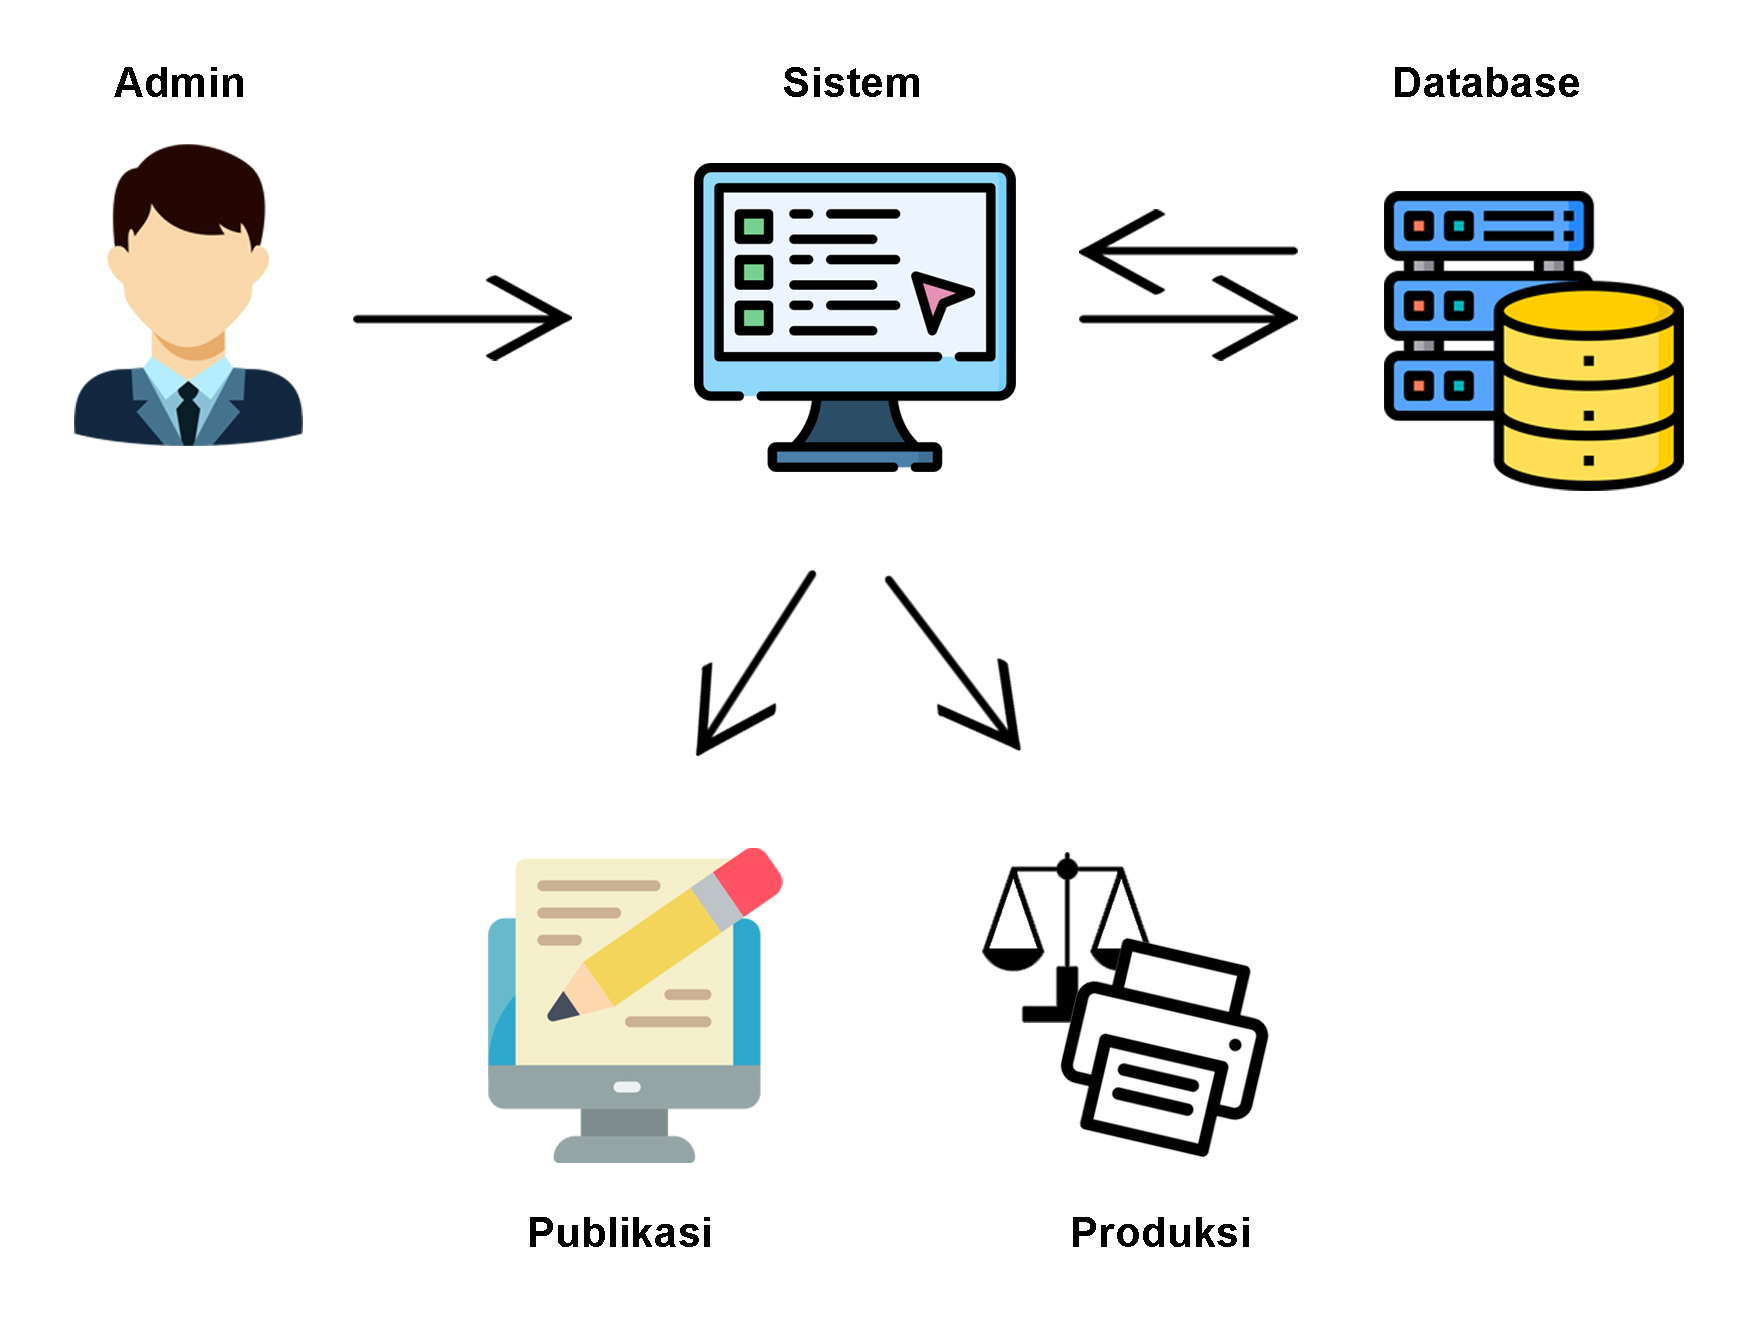 Admin
Sistem
Database
Publikasi
Produksi